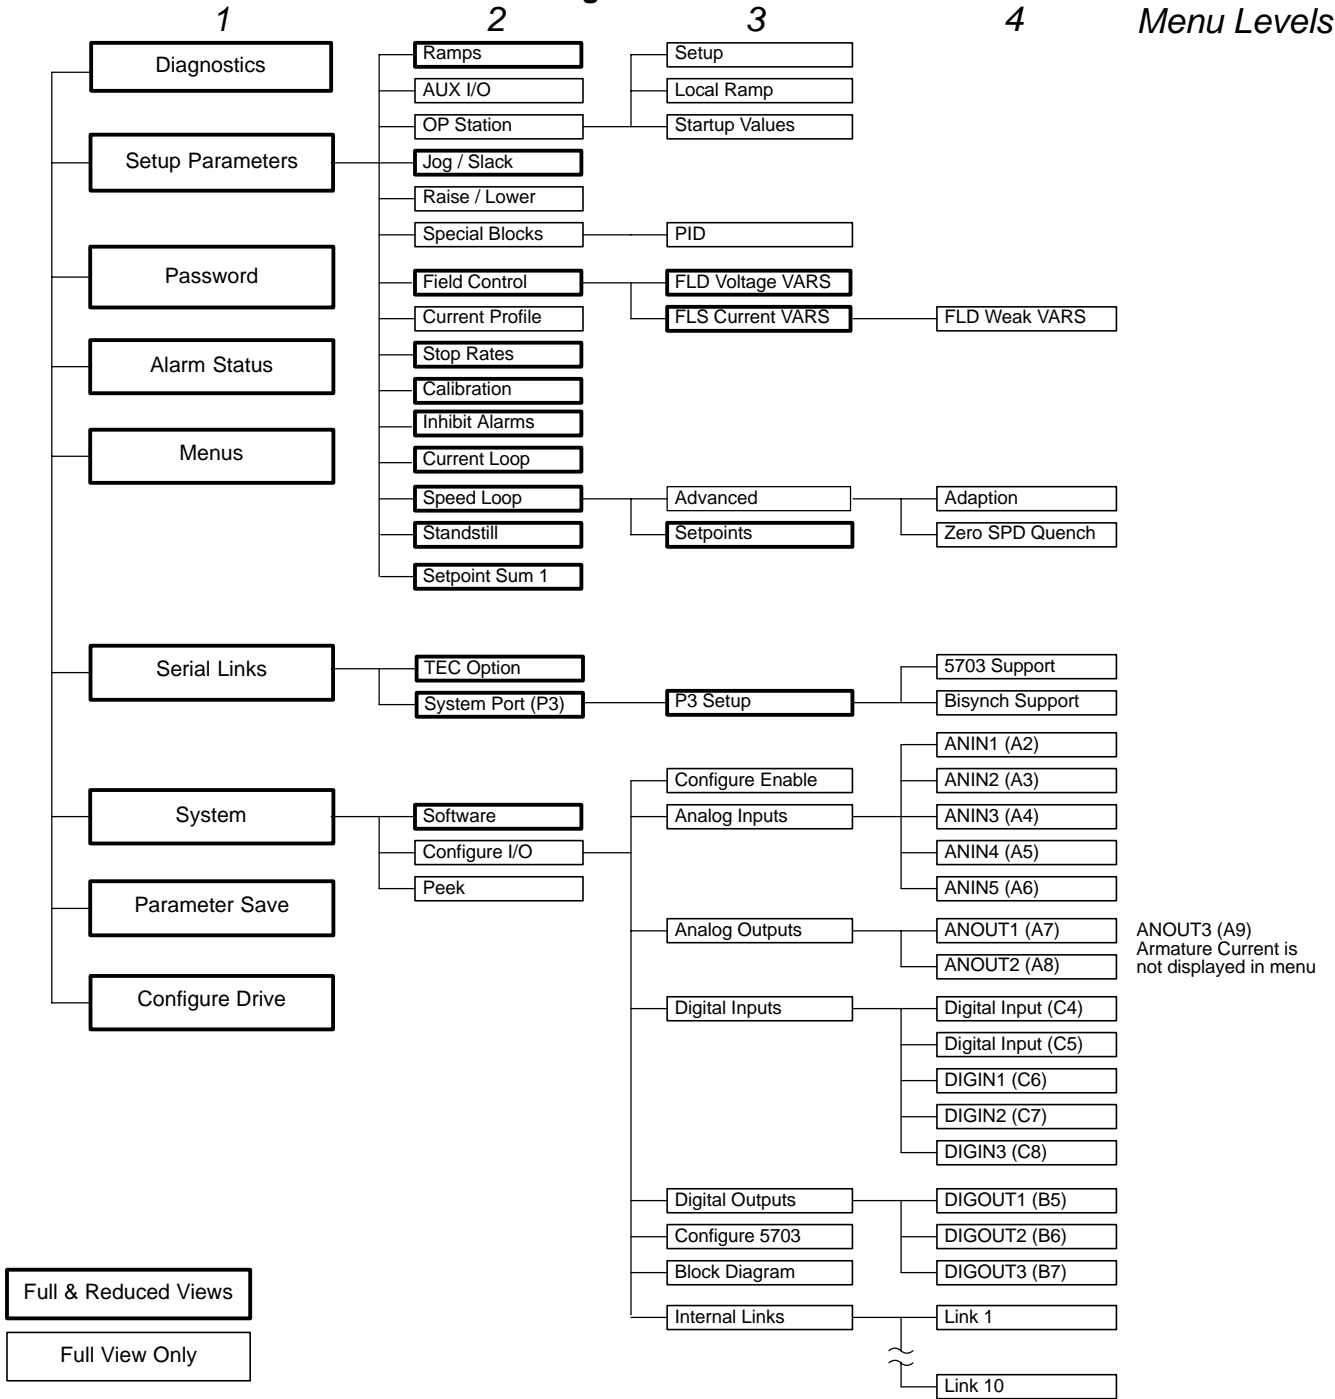 1 2 3 4 Menu Levels
Diagnostics
Setup Parameters
Password
Alarm Status
Menus
Serial Links
System
Parameter Save
Configure Drive
Ramps
AUX I/O
OP Station
Jog / Slack
Raise / Lower
Special Blocks
Field Control
Current Profile
Stop Rates
Calibration
Inhibit Alarms
Current Loop
Speed Loop
Standstill
Setpoint Sum 1
TEC Option
System Port (P3)
Software
Configure I/O
Peek
Setup
Local Ramp
Startup Values
PID
FLD Voltage VARS
FLS Current VARS
Advanced
Setpoints
P3 Setup
Configure Enable
Analog Inputs
Analog Outputs
Digital Inputs
Digital Outputs
Configure 5703
Block Diagram
Internal Links
FLD Weak VARS
Adaption
Zero SPD Quench
5703 Support
Bisynch Support
ANIN1 (A2)
ANIN2 (A3)
ANIN3 (A4)
ANIN4 (A5)
ANIN5 (A6)
ANOUT1 (A7)
ANOUT2 (A8)
Digital Input (C4)
Digital Input (C5)
DIGIN1 (C6)
DIGIN2 (C7)
DIGIN3 (C8)
DIGOUT1 (B5)
DIGOUT2 (B6)
DIGOUT3 (B7)
Link 1
Link 10
ANOUT3 (A9)
Armature Current is
not displayed in menu
Full & Reduced Views
Full View Only